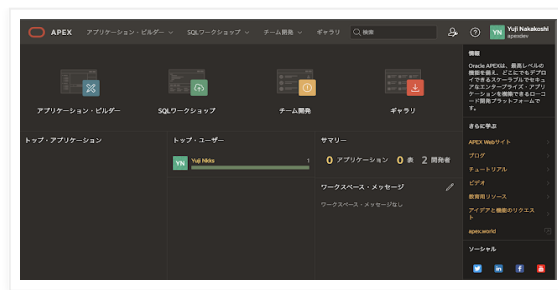 APEX アプリケーション・ビルダー SQLワークショップ チーム開発 ギャラリ 検索 YN Yuji Nakakoshi
apexdev
アプリケーション・ビルダー SQLワークショップ チーム開発 ギャラリ
トップ・アプリケーション
トップ・ユーザー
YN Yuji Nkks 1
サマリー
0 アプリケーション 0 表 2 開発者
ワークスペース・メッセージ
ワークスペース・メッセージなし
情報
Oracle APEXは、最高レベルの
機能を備え、どこにでもデプロ
イできるスケーラブルでセキュ
アなエンタープライズ・アプリ
ケーションを構築できるローコ
ード開発プラットフォームで
す。
さらに学ぶ
APEX Webサイト
ブログ
チュートリアル
ビデオ
教育用リソース
アイデアと機能のリクエス
ト
apex.world
ソーシャル